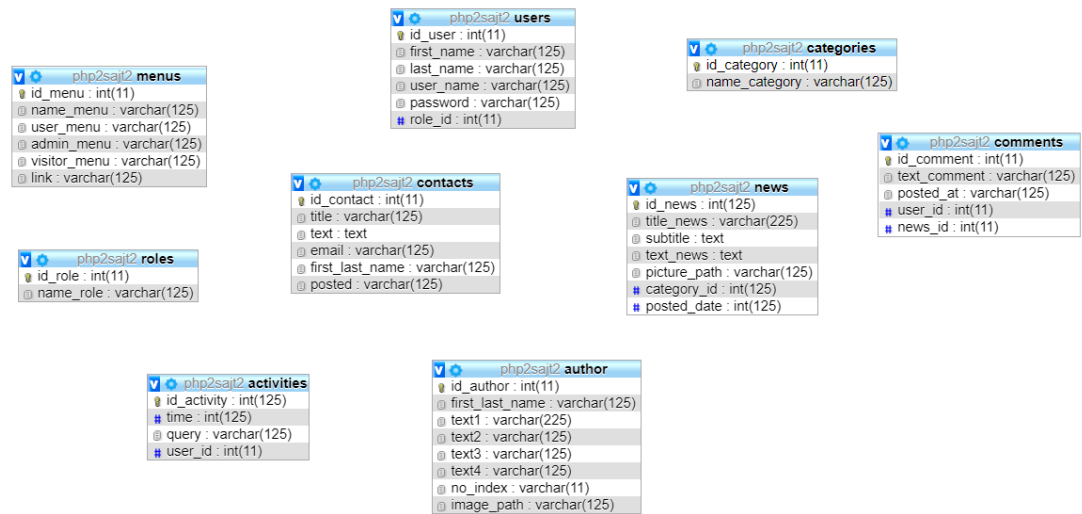 php2sajt2 users
id_user : int(11)
first_name : varchar(125)
last_name : varchar(125)
user_name : varchar(125)
password : varchar(125)
role_id : int(11)
php2sajt2 categories
id_category : int(11)
name_category : varchar(125)
php2sajt2 menus
id_menu : int(11)
name_menu : varchar(125)
user_menu : varchar(125)
admin_menu : varchar(125)
visitor_menu : varchar(125)
link : varchar(125)
php2sajt2 comments
id_comment : int(11)
text_comment : varchar(125)
posted_at : varchar(125)
user_id : int(11)
news_id : int(11)
php2sajt2 contacts
id_contact : int(11)
title : varchar(125)
text : text
email : varchar(125)
first_last_name : varchar(125)
posted : varchar(125)
php2sajt2 news
id_news : int(125)
title_news : varchar(225)
subtitle : text
text_news : text
picture_path : varchar(125)
category_id : int(125)
posted_date : int(125)
php2sajt2 roles
id_role : int(11)
name_role : varchar(125)
php2sajt2 activities
id_activity : int(125)
time : int(125)
query : varchar(125)
user_id : int(11)
php2sajt2 author
id_author : int(11)
first_last_name : varchar(125)
text1 : varchar(225)
text2 : varchar(125)
text3 : varchar(125)
text4 : varchar(125)
no_index : varchar(11)
image_path : varchar(125)